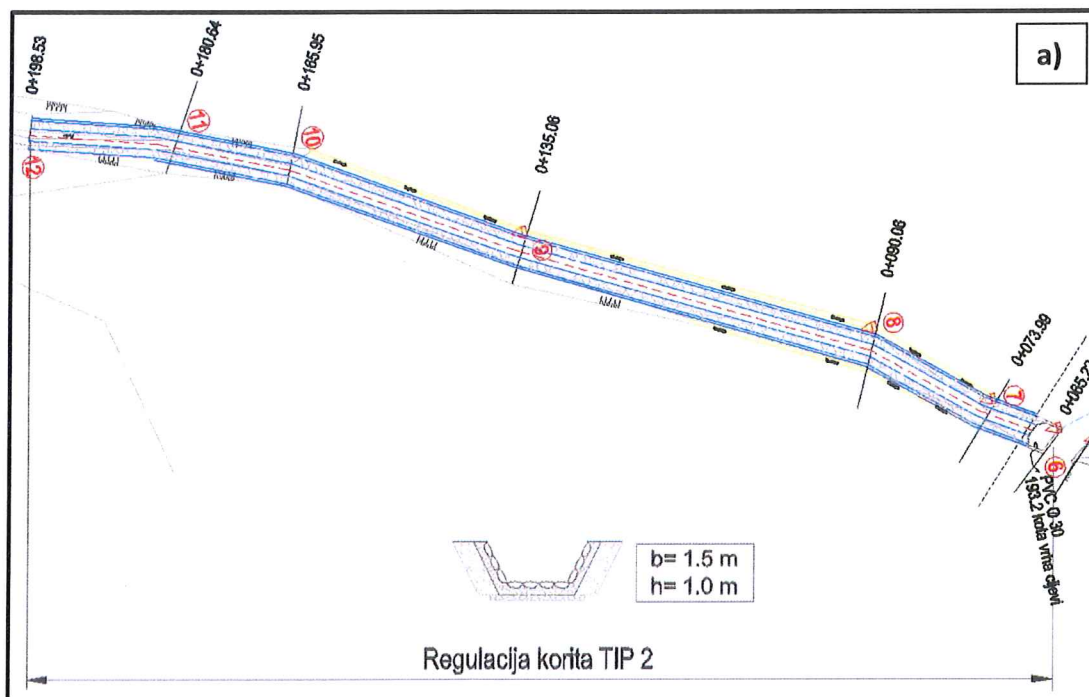 a)
0+198.53
0+180.64
0+165.95
0+135.08
0+090.08
0+073.99
12
11
10
9
8
7
6
PVC 0-30
193.2 kota vrha cijevi
b= 1.5 m
h= 1.0 m
Regulacija korita TIP 2